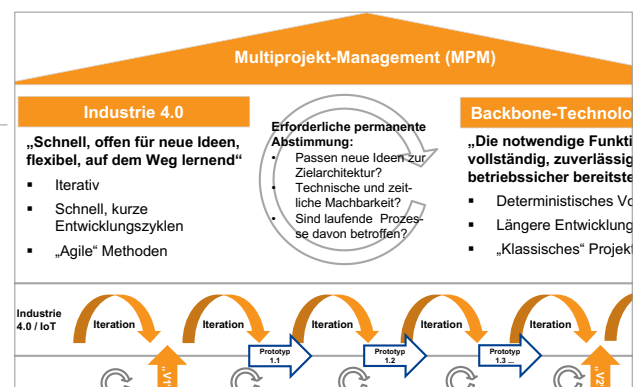 Multiprojekt-Management (MPM)
Industrie 4.0
„Schnell, offen für neue Ideen,
flexibel, auf dem Weg lernend“
▪ Iterativ
▪ Schnell, kurze
Entwicklungszyklen
▪ „Agile“ Methoden
Erforderliche permanente
Abstimmung:
• Passen neue Ideen zur
Zielarchitektur?
• Technische und zeit-
liche Machbarkeit?
• Sind laufende Prozes-
se davon betroffen?
Backbone-Technolo
„Die notwendige Funkti
vollständig, zuverlässig
betriebssicher bereitste
▪ Deterministisches Vo
▪ Längere Entwicklung
▪ „Klassisches“ Projek
Industrie
4.0 / IoT
Iteration
Iteration
Iteration
Iteration
Iteration
Prototyp
1.1
Prototyp
1.2
Prototyp
1.3 ...
„V1
„V2